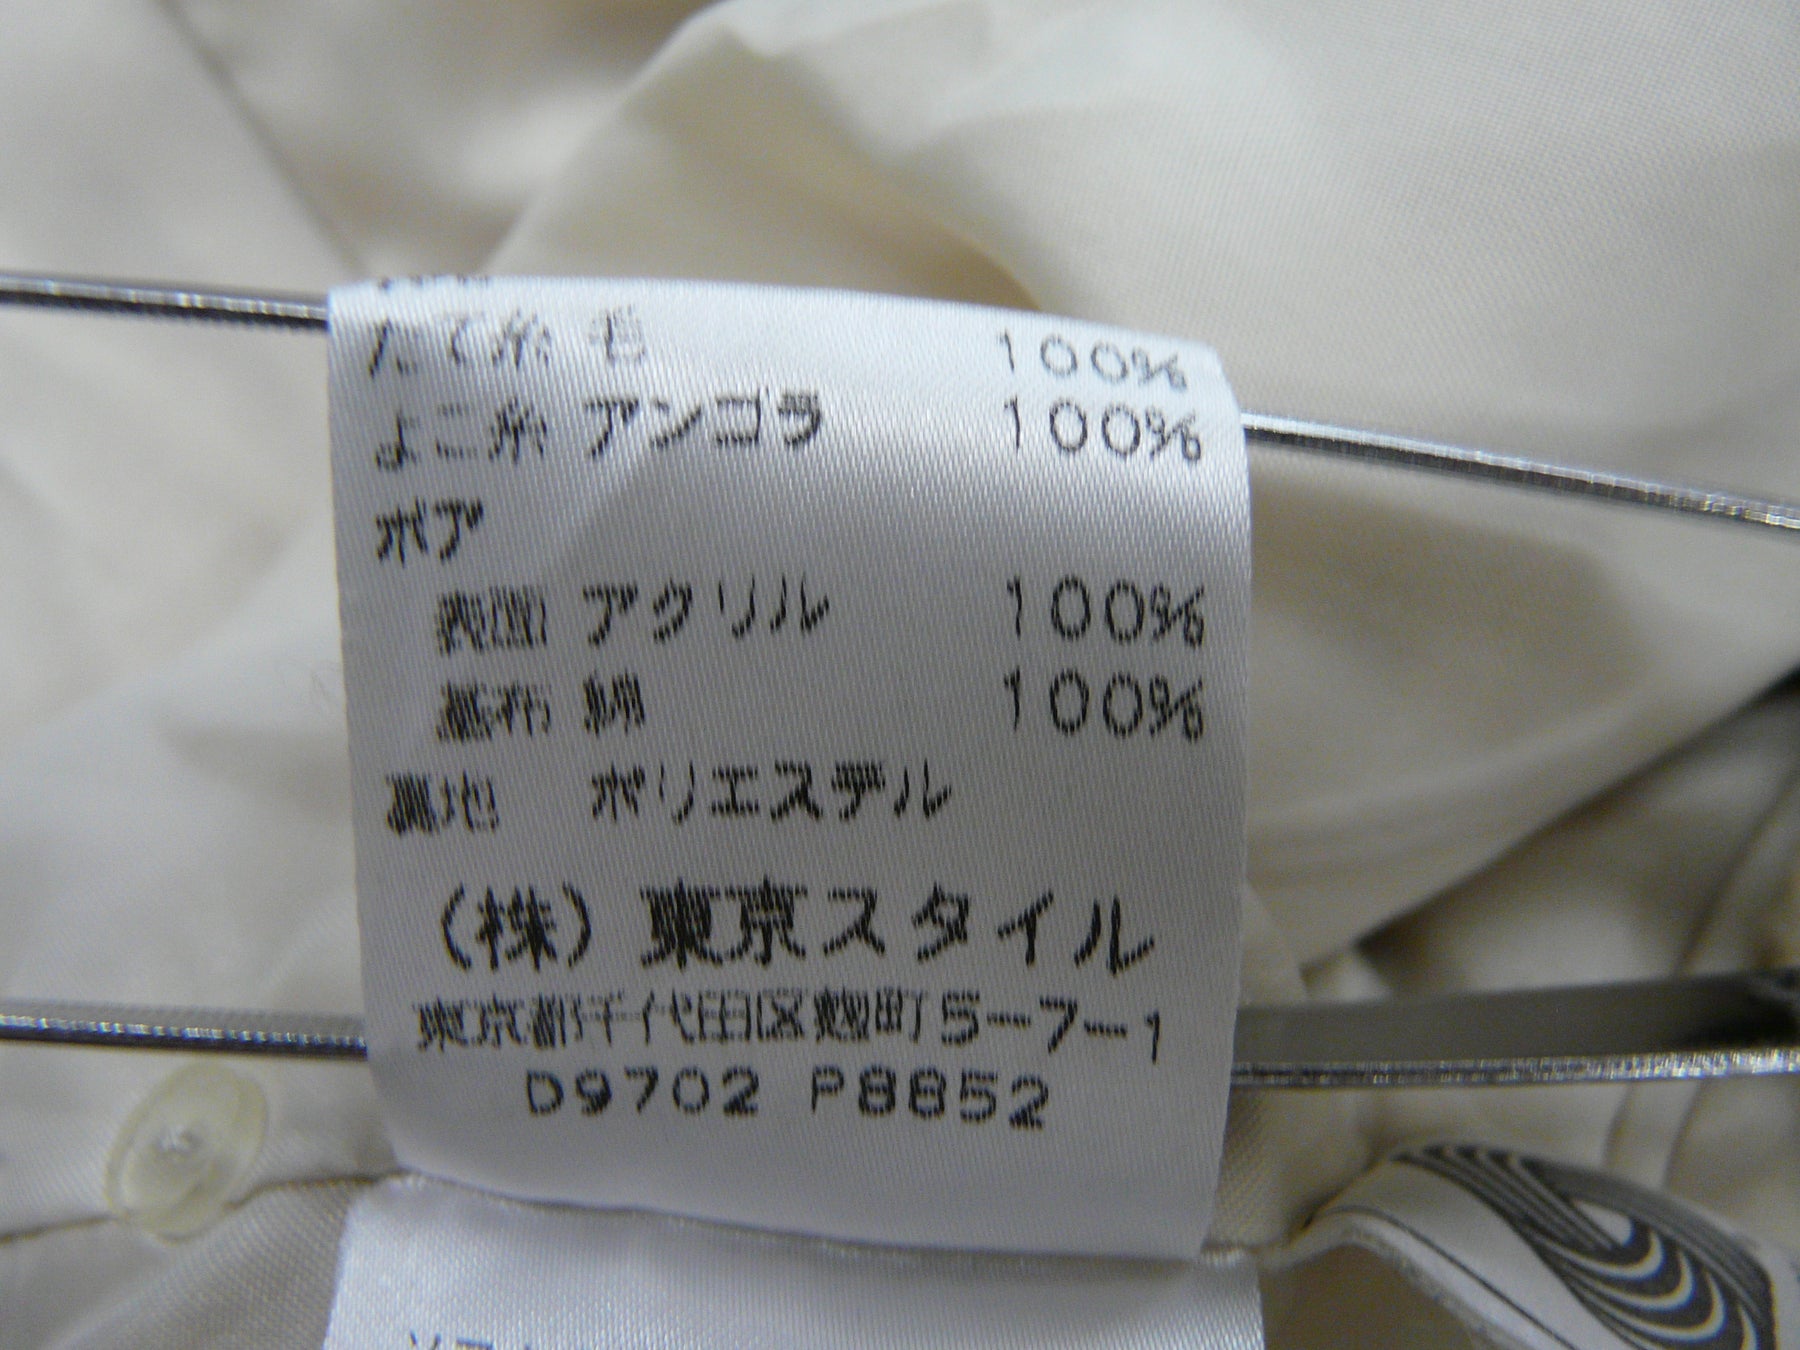 たて糸 毛 100%
よこ糸 アンゴラ 100%
ボア
表面 アクリル 100%
基布 綿 100%
裏地 ポリエステル
(株) 東京スタイル
東京都千代田区麹町5-7-1
D9702 P8852